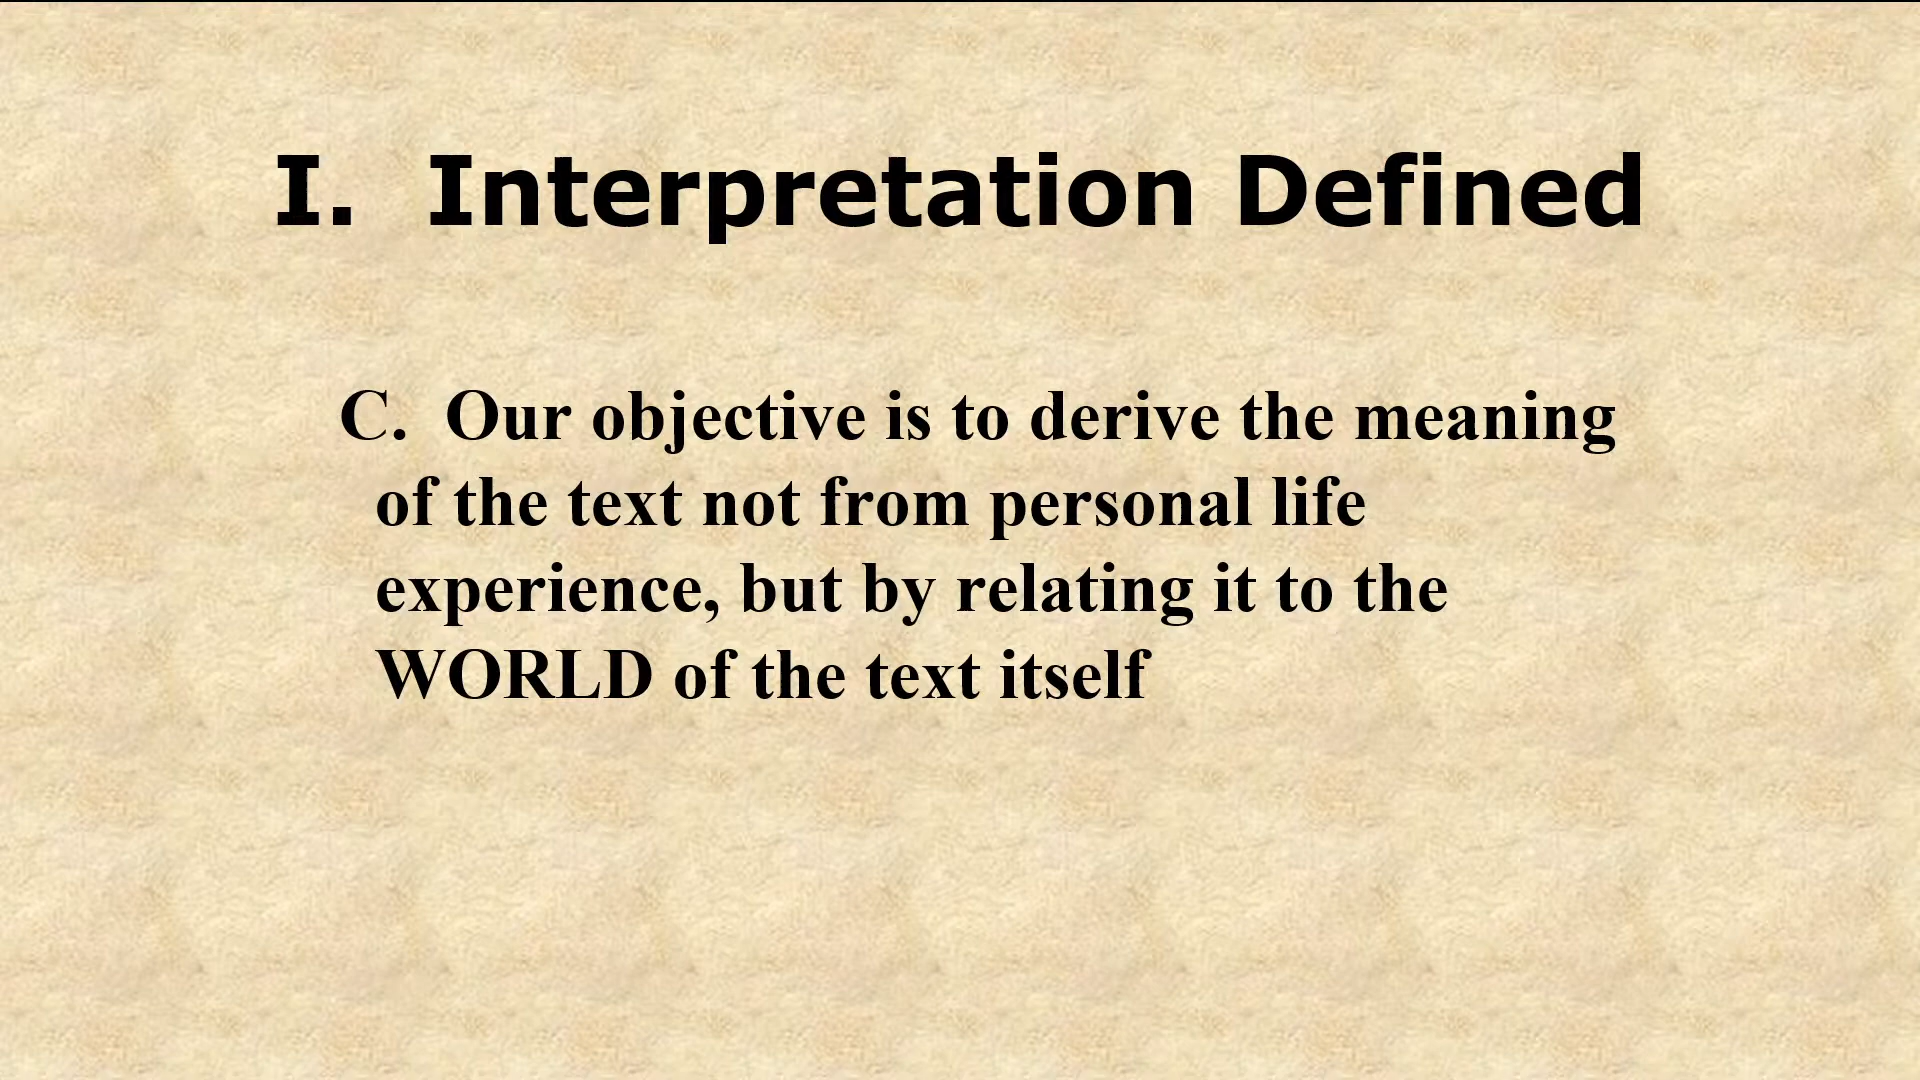 I.  Interpretation Defined
C.  Our objective is to derive the meaning
of the text not from personal life
experience, but by relating it to the
WORLD of the text itself